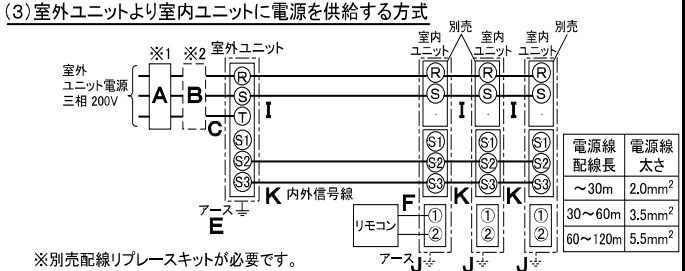 (3)室外ユニットより室内ユニットに電源を供給する方式
※1 ※2 室外ユニット
別売 別売
室内ユニット 室内ユニット 室内ユニット
室外
ユニット電源
三相 200V
A B C
R S T S1 S2 S3
I I I
R S · S1 S2 S3 ① ②
R S · S1 S2 S3 ① ②
R S · S1 S2 S3 ① ②
K 内外信号線
F K K
アース
E
リモコン
アース J J J
電源線配線長 電源線太さ
～30m 2.0mm²
30～60m 3.5mm²
60～120m 5.5mm²
※別売配線リプレースキットが必要です。